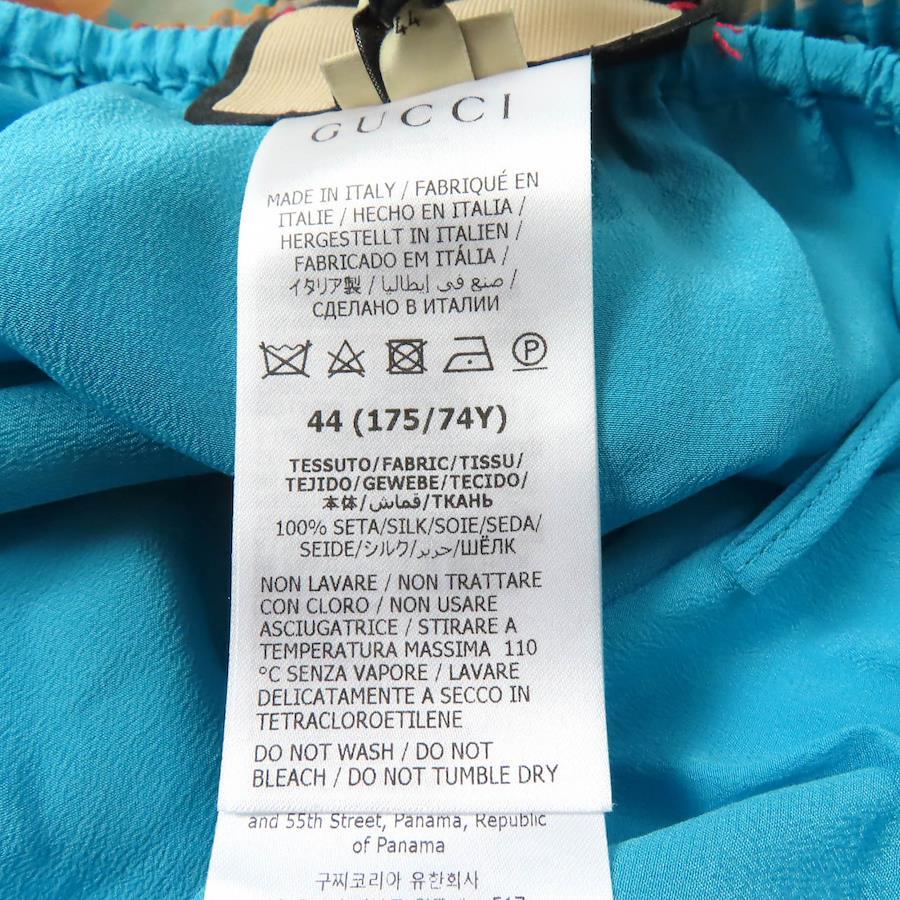 44
GUCCI
MADE IN ITALY / FABRIQUÉ EN
ITALIE / HECHO EN ITALIA /
HERGESTELLT IN ITALIEN /
FABRICADO EM ITÁLIA /
イタリア製 / صنع في إيطاليا /
СДЕЛАНО В ИТАЛИИ
P
44 (175/74Y)
TESSUTO/FABRIC/TISSU/
TEJIDO/GEWEBE/TECIDO/
本体/قماش/ТКАНЬ
100% SETA/SILK/SOIE/SEDA/
SEIDE/シルク/حرير/ШЁЛК
NON LAVARE / NON TRATTARE
CON CLORO / NON USARE
ASCIUGATRICE / STIRARE A
TEMPERATURA MASSIMA 110
°C SENZA VAPORE / LAVARE
DELICATAMENTE A SECCO IN
TETRACLOROETILENE
DO NOT WASH / DO NOT
BLEACH / DO NOT TUMBLE DRY
and 55th Street, Panama, Republic
of Panama
구찌코리아 유한회사